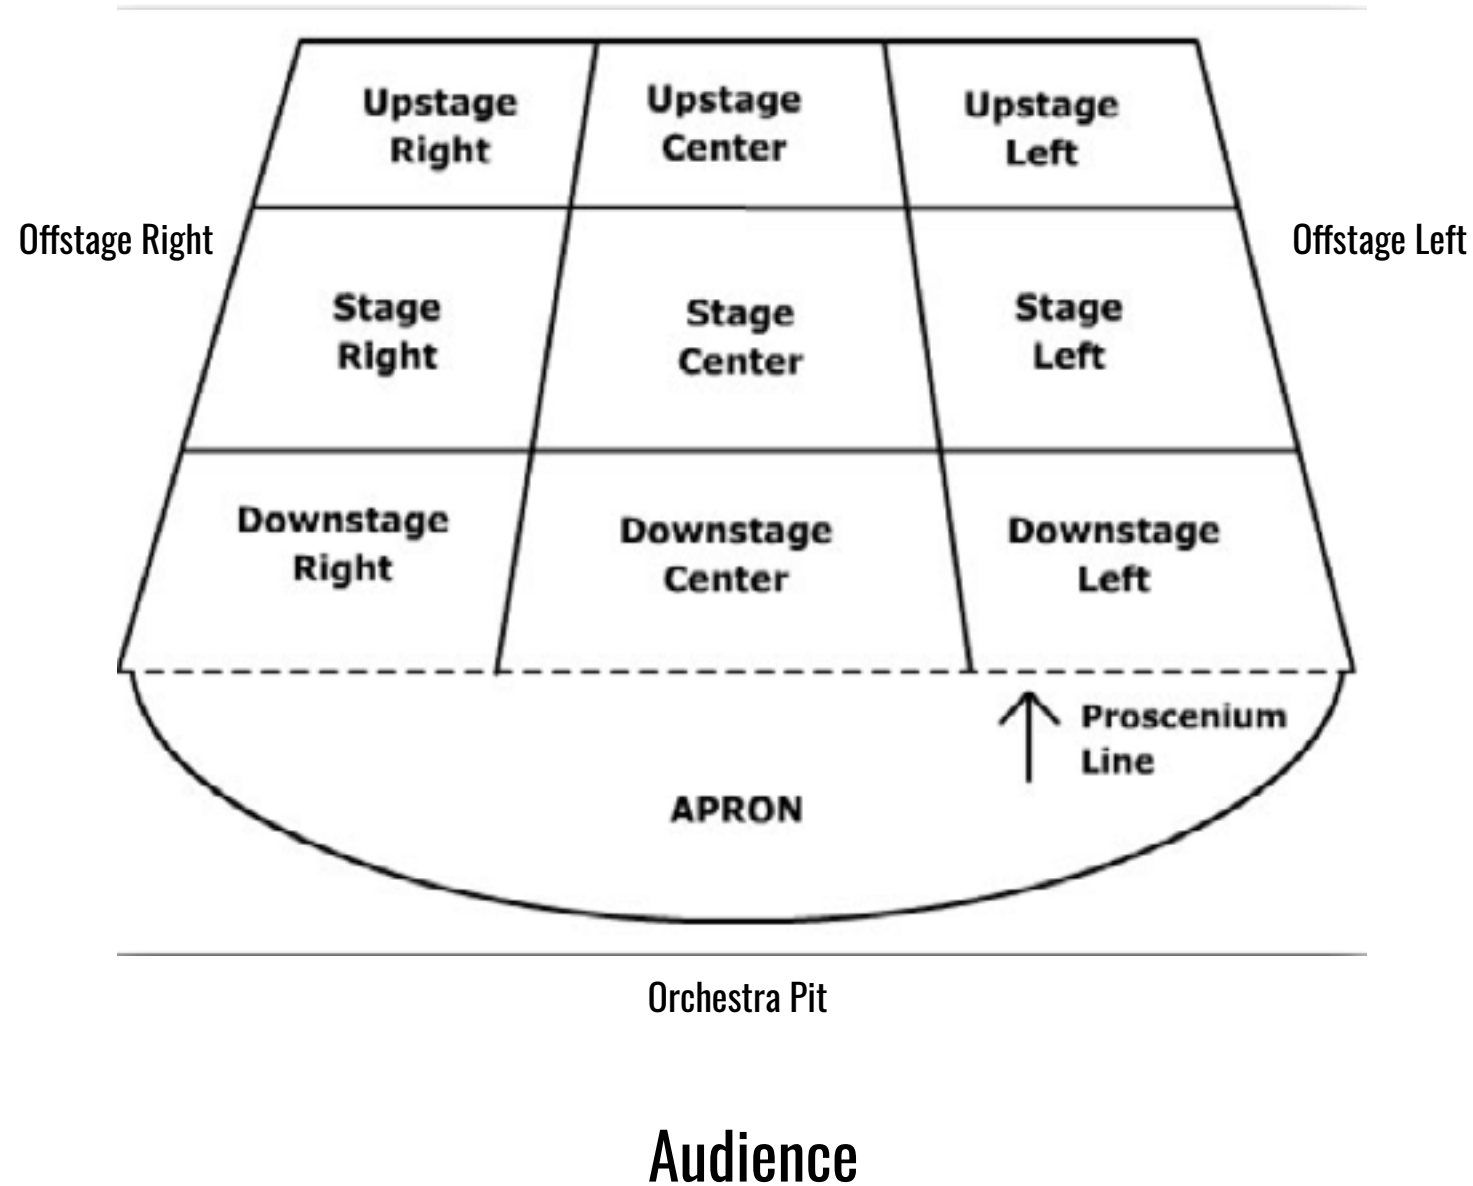 Upstage
Right
Upstage
Center
Upstage
Left
Offstage Right
Offstage Left
Stage
Right
Stage
Center
Stage
Left
Downstage
Right
Downstage
Center
Downstage
Left
Proscenium
Line
APRON
Orchestra Pit
Audience